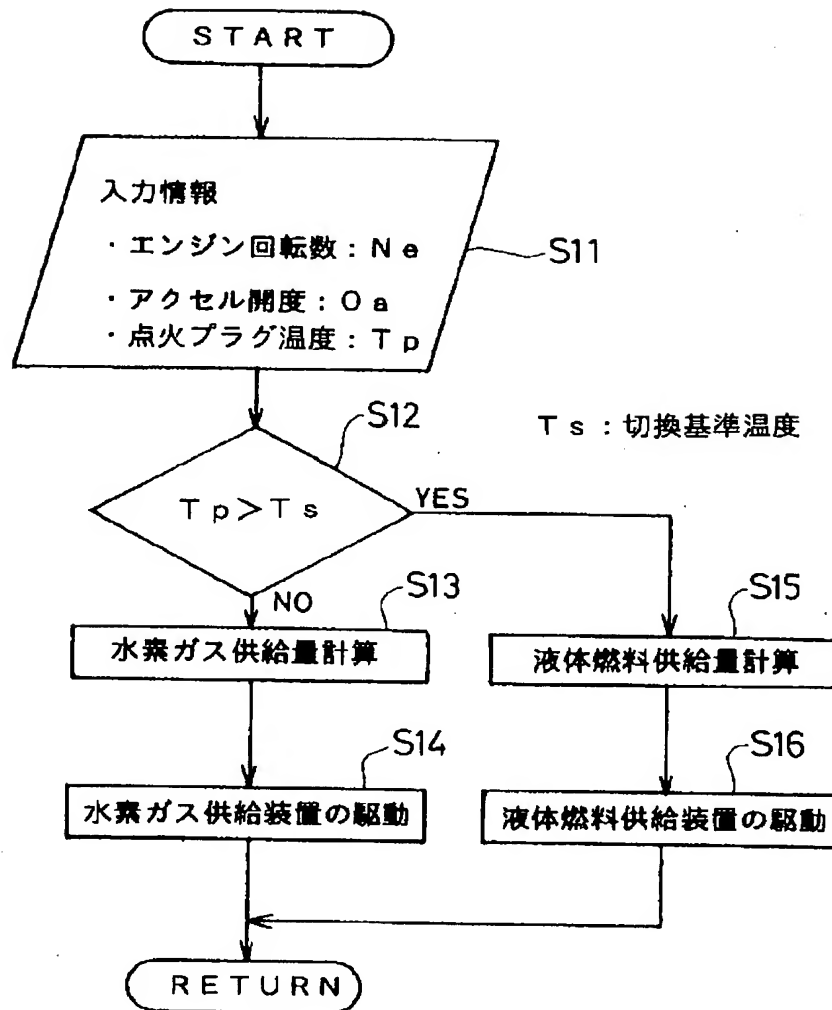 START
入力情報
・エンジン回転数：Ne
・アクセル開度：Oa
・点火プラグ温度：Tp
S11
S12
Ts：切換基準温度
Tp＞Ts
YES
NO
S13
S15
水素ガス供給量計算
液体燃料供給量計算
S14
S16
水素ガス供給装置の駆動
液体燃料供給装置の駆動
RETURN